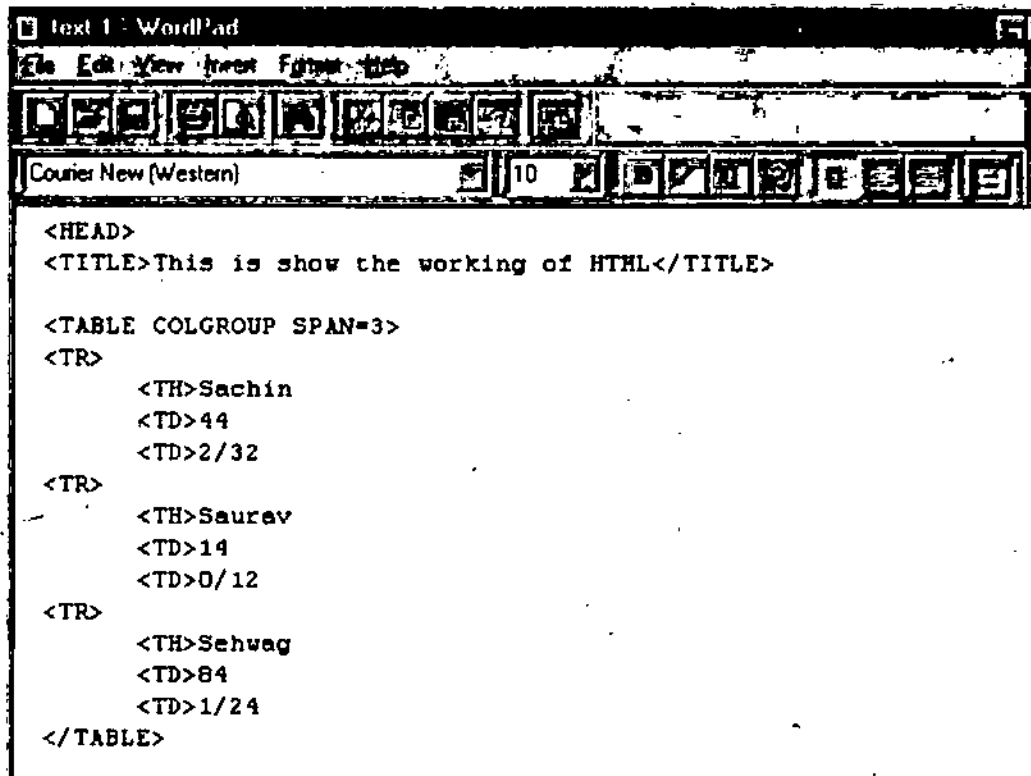 Text 1 - WordPad
File Edit View Insert Format Help
Courier New (Western) 10
<HEAD>
<TITLE>This is show the working of HTML</TITLE>
<TABLE COLGROUP SPAN=3>
<TR>
<TH>Sachin
<TD>44
<TD>2/32
<TR>
<TH>Saurav
<TD>14
<TD>0/12
<TR>
<TH>Sehwag
<TD>84
<TD>1/24
</TABLE>